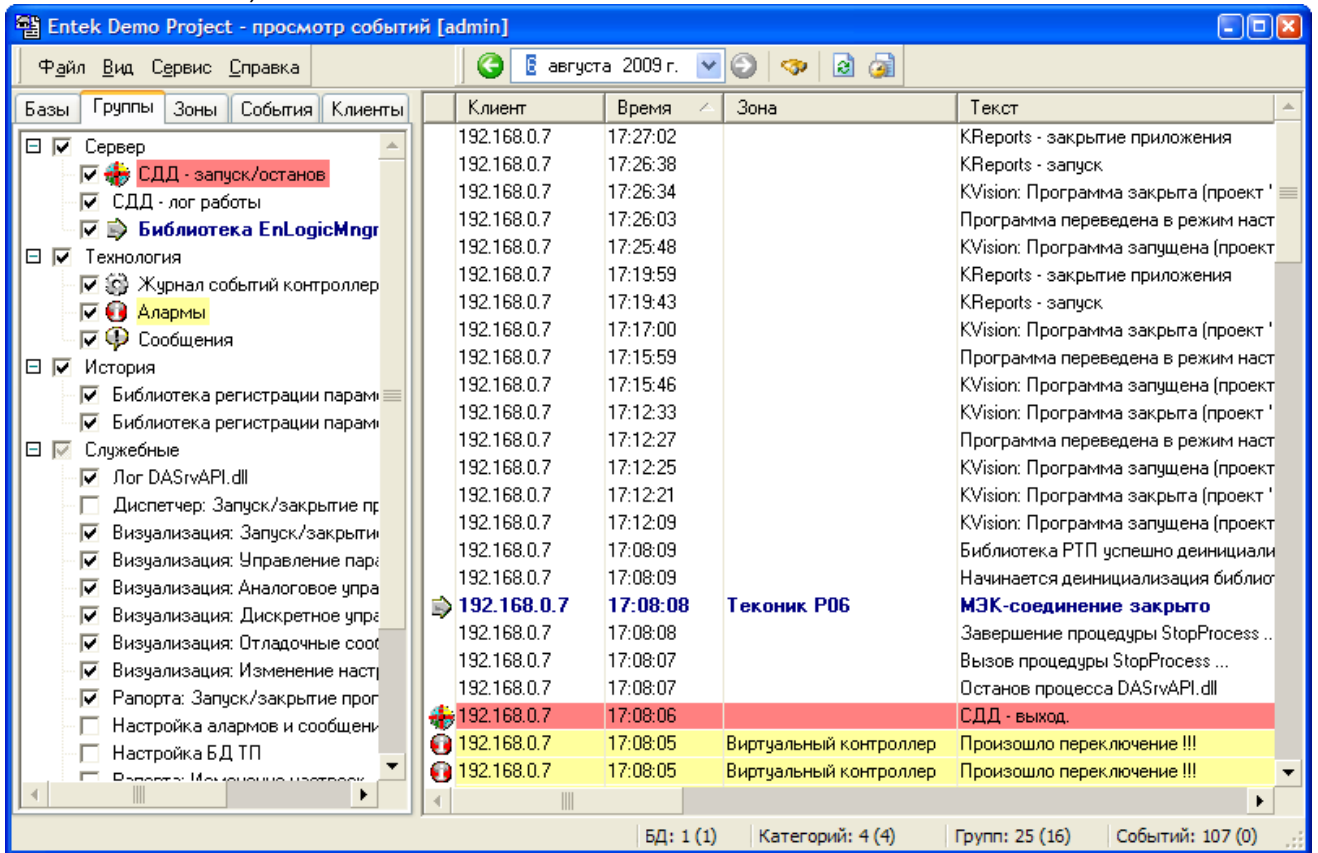 Entek Demo Project - просмотр событий [admin]
Файл Вид Сервис Справка
6 августа 2009 г.
Базы Группы Зоны События Клиенты
Сервер
СДД - запуск/останов
СДД - лог работы
Библиотека EnLogicMngr
Технология
Журнал событий контроллер
Алармы
Сообщения
История
Библиотека регистрации парам
Библиотека регистрации парам
Служебные
Лог DASrvAPI.dll
Диспетчер: Запуск/закрытие пр
Визуализация: Запуск/закрыти
Визуализация: Управление пара
Визуализация: Аналоговое упра
Визуализация: Дискретное упра
Визуализация: Отладочные сооб
Визуализация: Изменение настр
Рапорта: Запуск/закрытие прог
Настройка алармов и сообщени
Настройка БД ТП
Рапорта: Изменение настроек
Клиент Время Зона Текст
192.168.0.7 17:27:02 KReports - закрытие приложения
192.168.0.7 17:26:38 KReports - запуск
192.168.0.7 17:26:34 KVision: Программа закрыта (проект '
192.168.0.7 17:26:03 Программа переведена в режим наст
192.168.0.7 17:25:48 KVision: Программа запущена (проект
192.168.0.7 17:19:59 KReports - закрытие приложения
192.168.0.7 17:19:43 KReports - запуск
192.168.0.7 17:17:00 KVision: Программа закрыта (проект '
192.168.0.7 17:15:59 Программа переведена в режим наст
192.168.0.7 17:15:46 KVision: Программа запущена (проект
192.168.0.7 17:12:33 KVision: Программа закрыта (проект '
192.168.0.7 17:12:27 Программа переведена в режим наст
192.168.0.7 17:12:25 KVision: Программа запущена (проект
192.168.0.7 17:12:21 KVision: Программа закрыта (проект '
192.168.0.7 17:12:09 KVision: Программа запущена (проект
192.168.0.7 17:08:09 Библиотека РТП успешно деинициали
192.168.0.7 17:08:09 Начинается деинициализация библиот
192.168.0.7 17:08:08 Теконик P06 МЭК-соединение закрыто
192.168.0.7 17:08:08 Завершение процедуры StopProcess ..
192.168.0.7 17:08:07 Вызов процедуры StopProcess ...
192.168.0.7 17:08:07 Останов процесса DASrvAPI.dll
192.168.0.7 17:08:06 СДД - выход.
192.168.0.7 17:08:05 Виртуальный контроллер Произошло переключение !!!
192.168.0.7 17:08:05 Виртуальный контроллер Произошло переключение !!!
БД: 1 (1) Категорий: 4 (4) Групп: 25 (16) Событий: 107 (0)